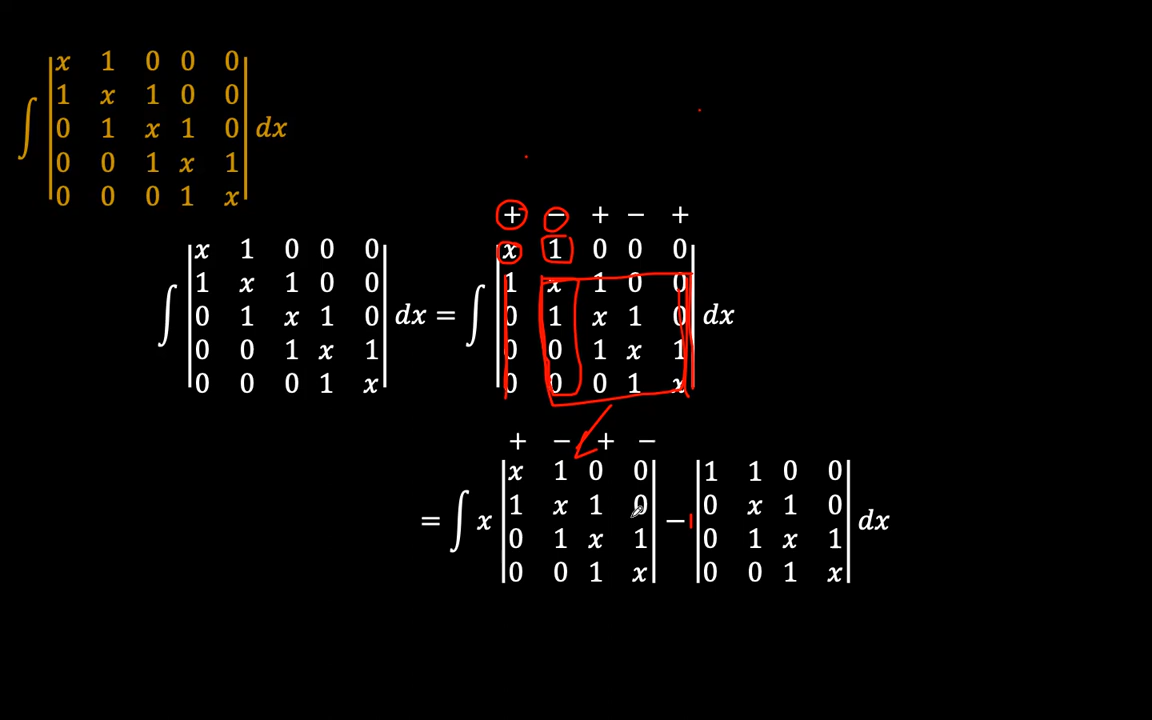 ∫ |x 1 0 0 0| dx
|1 x 1 0 0|
|0 1 x 1 0|
|0 0 1 x 1|
|0 0 0 1 x|
+ − + − +
∫ |x 1 0 0 0| dx = ∫ |x 1 0 0 0| dx
|1 x 1 0 0| |1 x 1 0 0|
|0 1 x 1 0| |0 1 x 1 0|
|0 0 1 x 1| |0 0 1 x 1|
|0 0 0 1 x| |0 0 0 1 x|
+ − + −
= ∫ x |x 1 0 0| − 1 |1 1 0 0| dx
|1 x 1 0| |0 x 1 0|
|0 1 x 1| |0 1 x 1|
|0 0 1 x| |0 0 1 x|